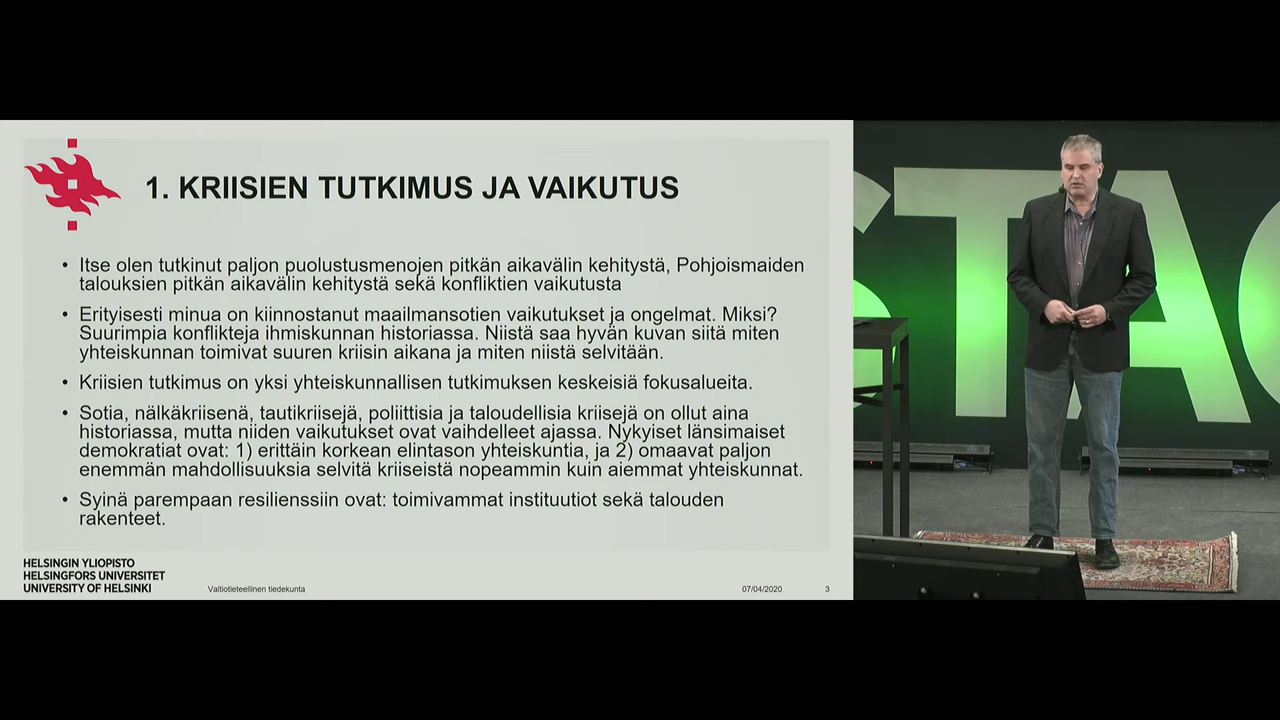 1. KRIISIEN TUTKIMUS JA VAIKUTUS
• Itse olen tutkinut paljon puolustusmenojen pitkän aikavälin kehitystä, Pohjoismaiden
talouksien pitkän aikavälin kehitystä sekä konfliktien vaikutusta
• Erityisesti minua on kiinnostanut maailmansotien vaikutukset ja ongelmat. Miksi?
Suurimpia konflikteja ihmiskunnan historiassa. Niistä saa hyvän kuvan siitä miten
yhteiskunnan toimivat suuren kriisin aikana ja miten niistä selvitään.
• Kriisien tutkimus on yksi yhteiskunnallisen tutkimuksen keskeisiä fokusalueita.
• Sotia, nälkäkriisenä, tautikriisejä, poliittisia ja taloudellisia kriisejä on ollut aina
historiassa, mutta niiden vaikutukset ovat vaihdelleet ajassa. Nykyiset länsimaiset
demokratiat ovat: 1) erittäin korkean elintason yhteiskuntia, ja 2) omaavat paljon
enemmän mahdollisuuksia selvitä kriiseistä nopeammin kuin aiemmat yhteiskunnat.
• Syinä parempaan resilienssiin ovat: toimivammat instituutiot sekä talouden
rakenteet.
HELSINGIN YLIOPISTO
HELSINGFORS UNIVERSITET
UNIVERSITY OF HELSINKI
Valtiotieteellinen tiedekunta
07/04/2020
3